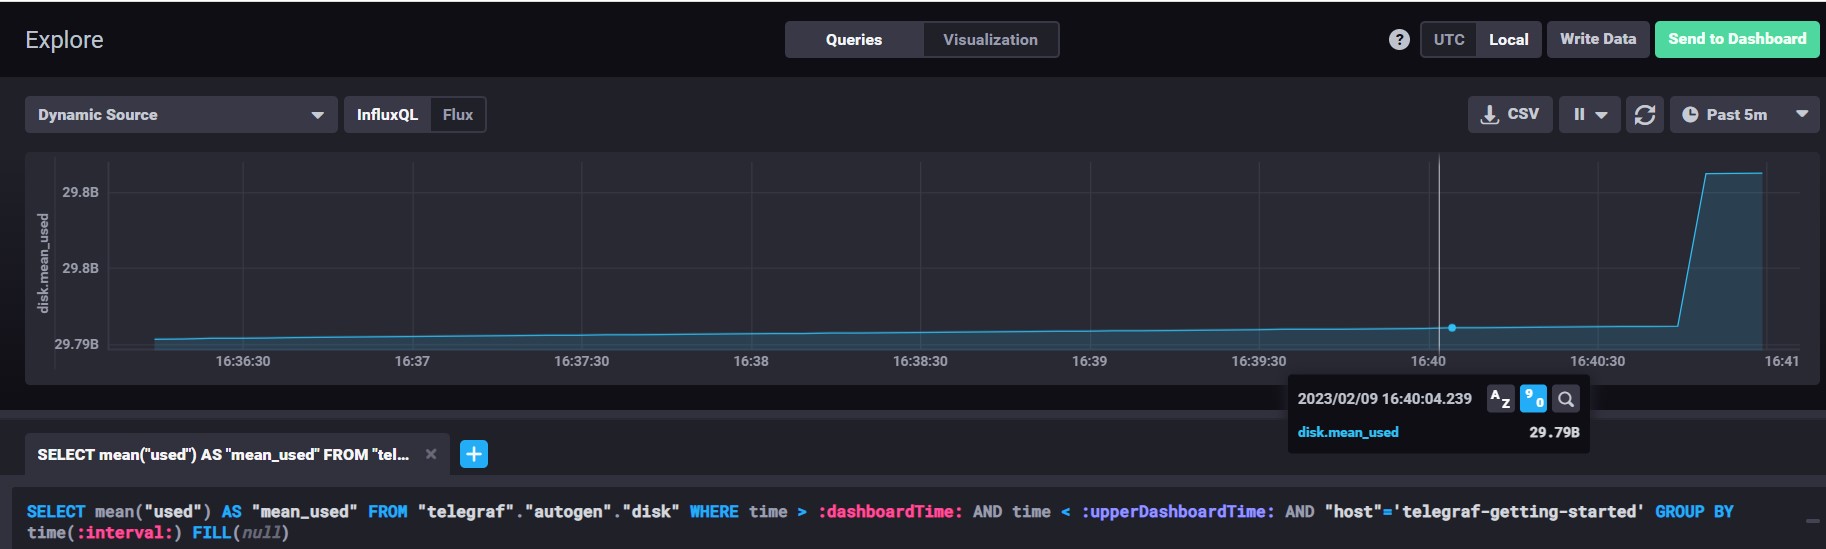 Explore
Queries
Visualization
?
UTC
Local
Write Data
Send to Dashboard
Dynamic Source
InfluxQL
Flux
CSV
Past 5m
disk.mean_used
29.8B
29.8B
29.79B
16:36:30 16:37 16:37:30 16:38 16:38:30 16:39 16:39:30 16:40 16:40:30 16:41
2023/02/09 16:40:04.239
AZ
90
disk.mean_used 29.79B
SELECT mean("used") AS "mean_used" FROM "tel...
SELECT mean("used") AS "mean_used" FROM "telegraf"."autogen"."disk" WHERE time > :dashboardTime: AND time < :upperDashboardTime: AND "host"='telegraf-getting-started' GROUP BY
time(:interval:) FILL(null)